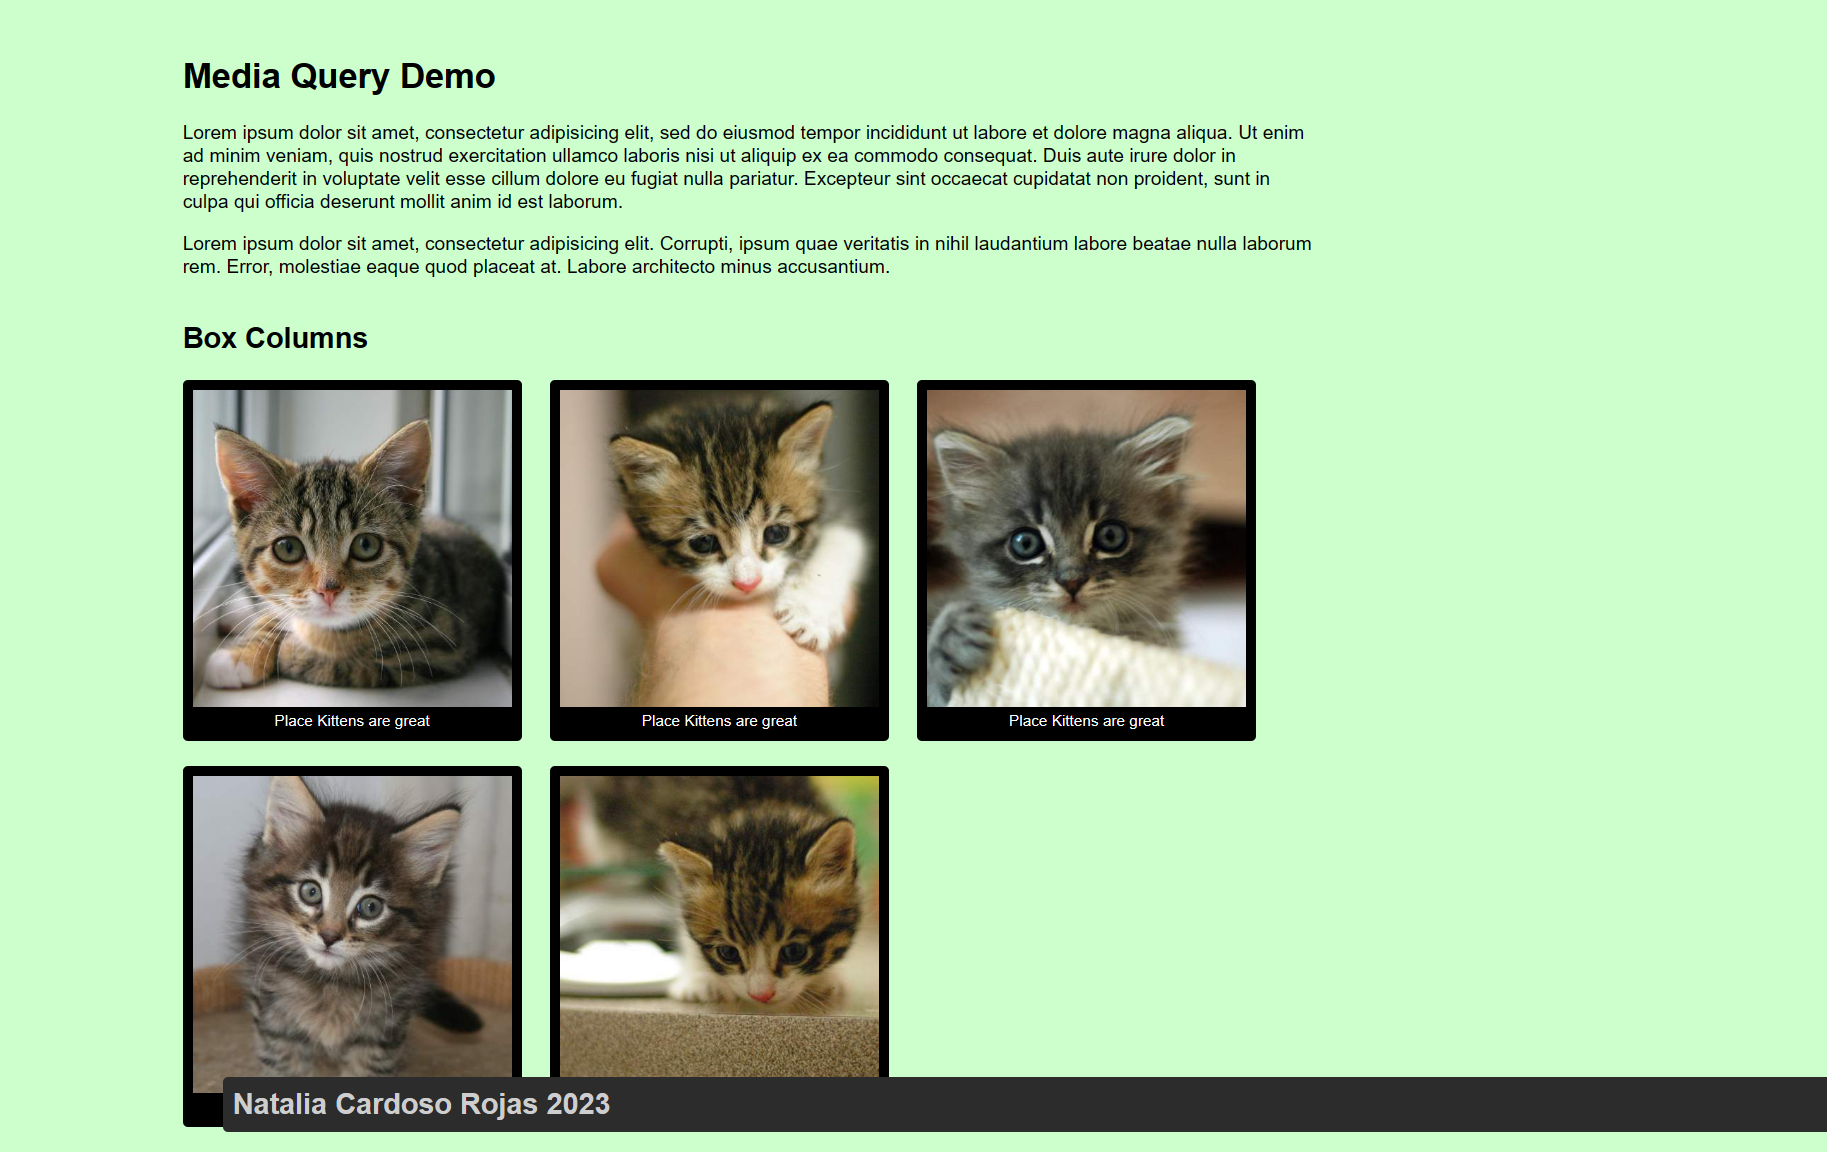 Media Query Demo
Lorem ipsum dolor sit amet, consectetur adipisicing elit, sed do eiusmod tempor incididunt ut labore et dolore magna aliqua. Ut enim
ad minim veniam, quis nostrud exercitation ullamco laboris nisi ut aliquip ex ea commodo consequat. Duis aute irure dolor in
reprehenderit in voluptate velit esse cillum dolore eu fugiat nulla pariatur. Excepteur sint occaecat cupidatat non proident, sunt in
culpa qui officia deserunt mollit anim id est laborum.
Lorem ipsum dolor sit amet, consectetur adipisicing elit. Corrupti, ipsum quae veritatis in nihil laudantium labore beatae nulla laborum
rem. Error, molestiae eaque quod placeat at. Labore architecto minus accusantium.
Box Columns
Place Kittens are great
Place Kittens are great
Place Kittens are great
Natalia Cardoso Rojas 2023